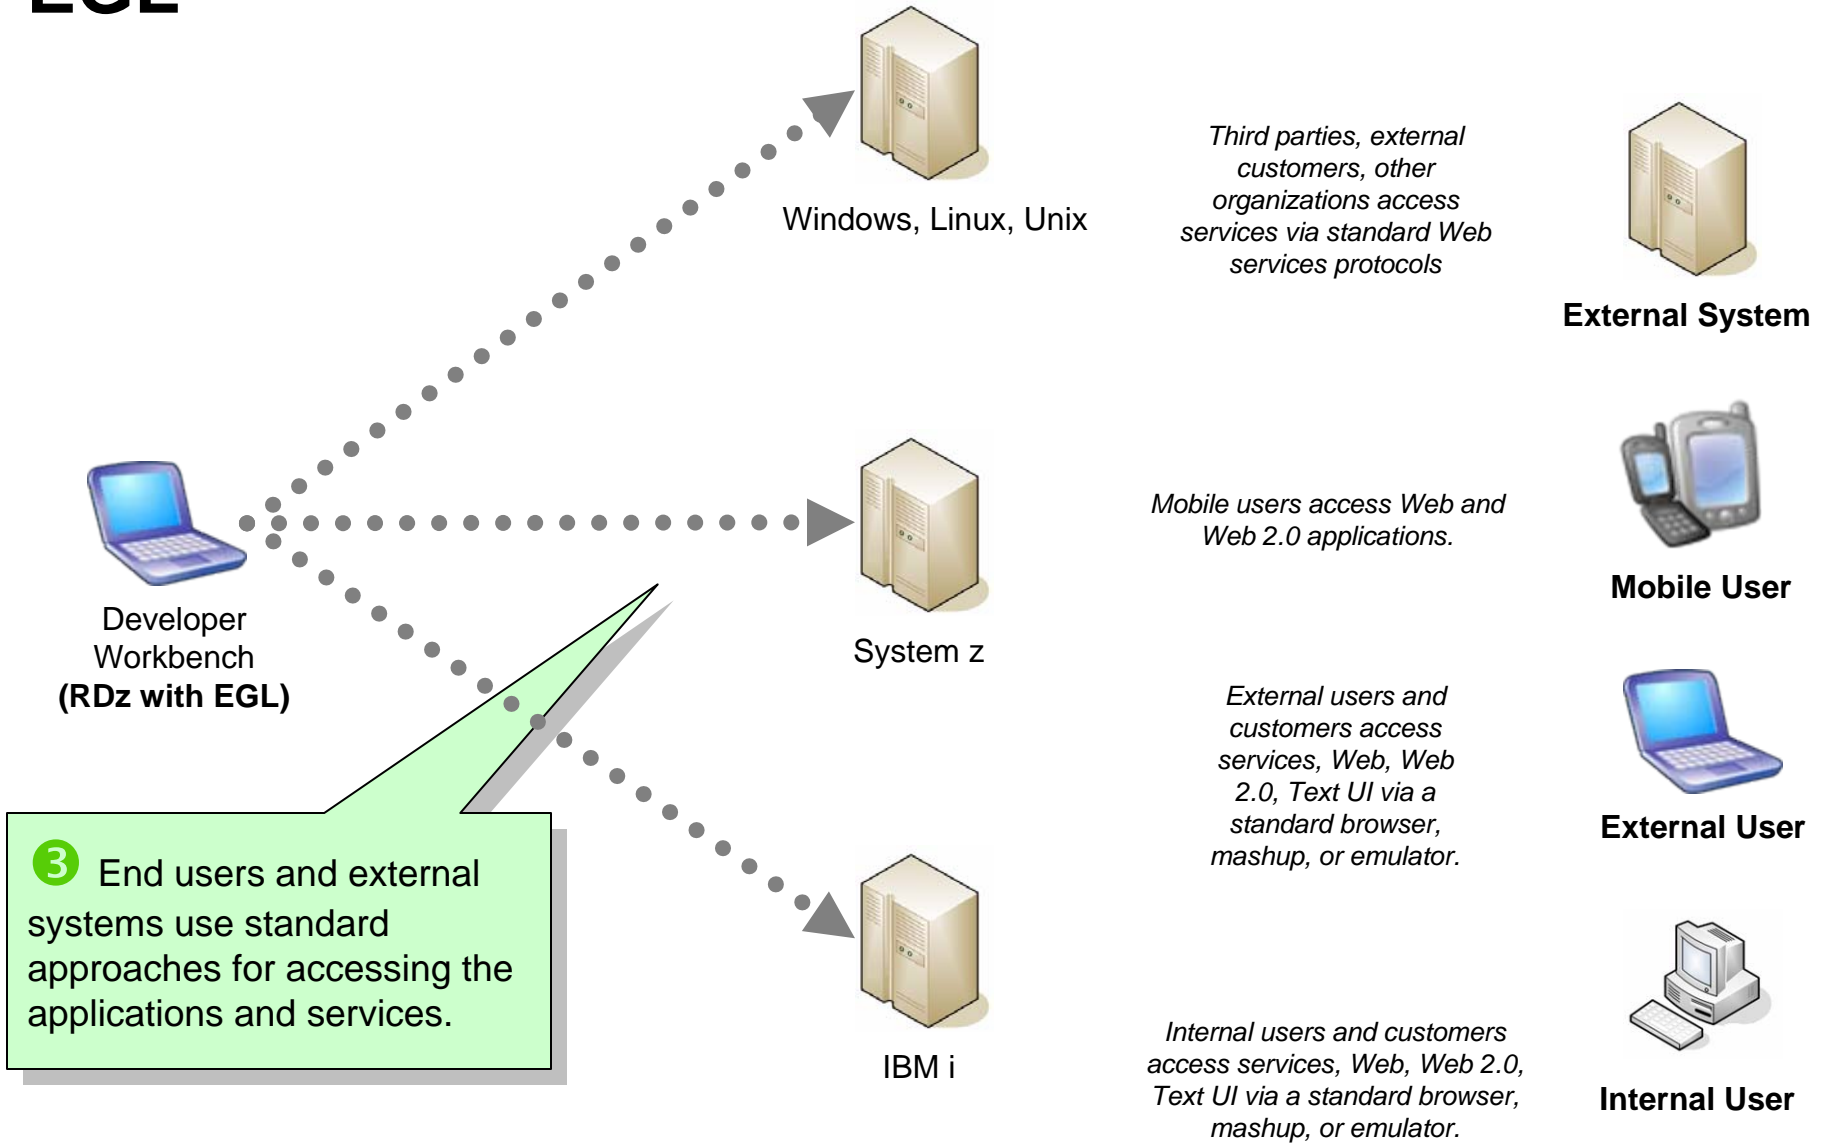 EGL
Windows, Linux, Unix
Third parties, external
customers, other
organizations access
services via standard Web
services protocols
External System
Developer
Workbench
(RDz with EGL)
System z
Mobile users access Web and
Web 2.0 applications.
Mobile User
External users and
customers access
services, Web, Web
2.0, Text UI via a
standard browser,
mashup, or emulator.
External User
3 End users and external
systems use standard
approaches for accessing the
applications and services.
IBM i
Internal users and customers
access services, Web, Web 2.0,
Text UI via a standard browser,
mashup, or emulator.
Internal User